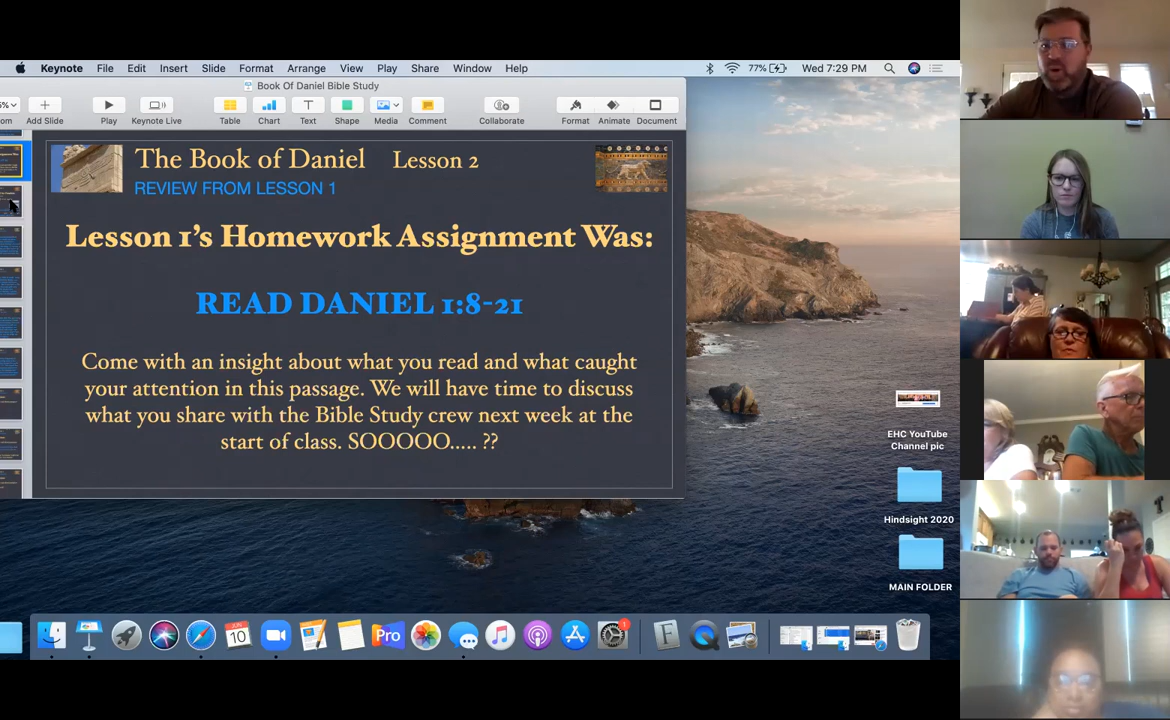 Keynote File Edit Insert Slide Format Arrange View Play Share Window Help 77% Wed 7:29 PM
Book Of Daniel Bible Study
Add Slide Play Keynote Live Table Chart Text Shape Media Comment Collaborate Format Animate Document
The Book of Daniel Lesson 2
REVIEW FROM LESSON 1
Lesson 1's Homework Assignment Was:
READ DANIEL 1:8-21
Come with an insight about what you read and what caught
your attention in this passage. We will have time to discuss
what you share with the Bible Study crew next week at the
start of class. SOOOOO..... ??
EHC YouTube
Channel pic
Hindsight 2020
MAIN FOLDER
JUN
10
Pro
1
F